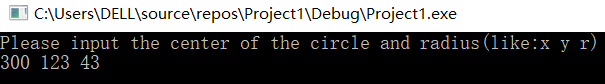 C:\Users\DELL\source\repos\Project1\Debug\Project1.exe
Please input the center of the circle and radius(like:x y r)
300 123 43